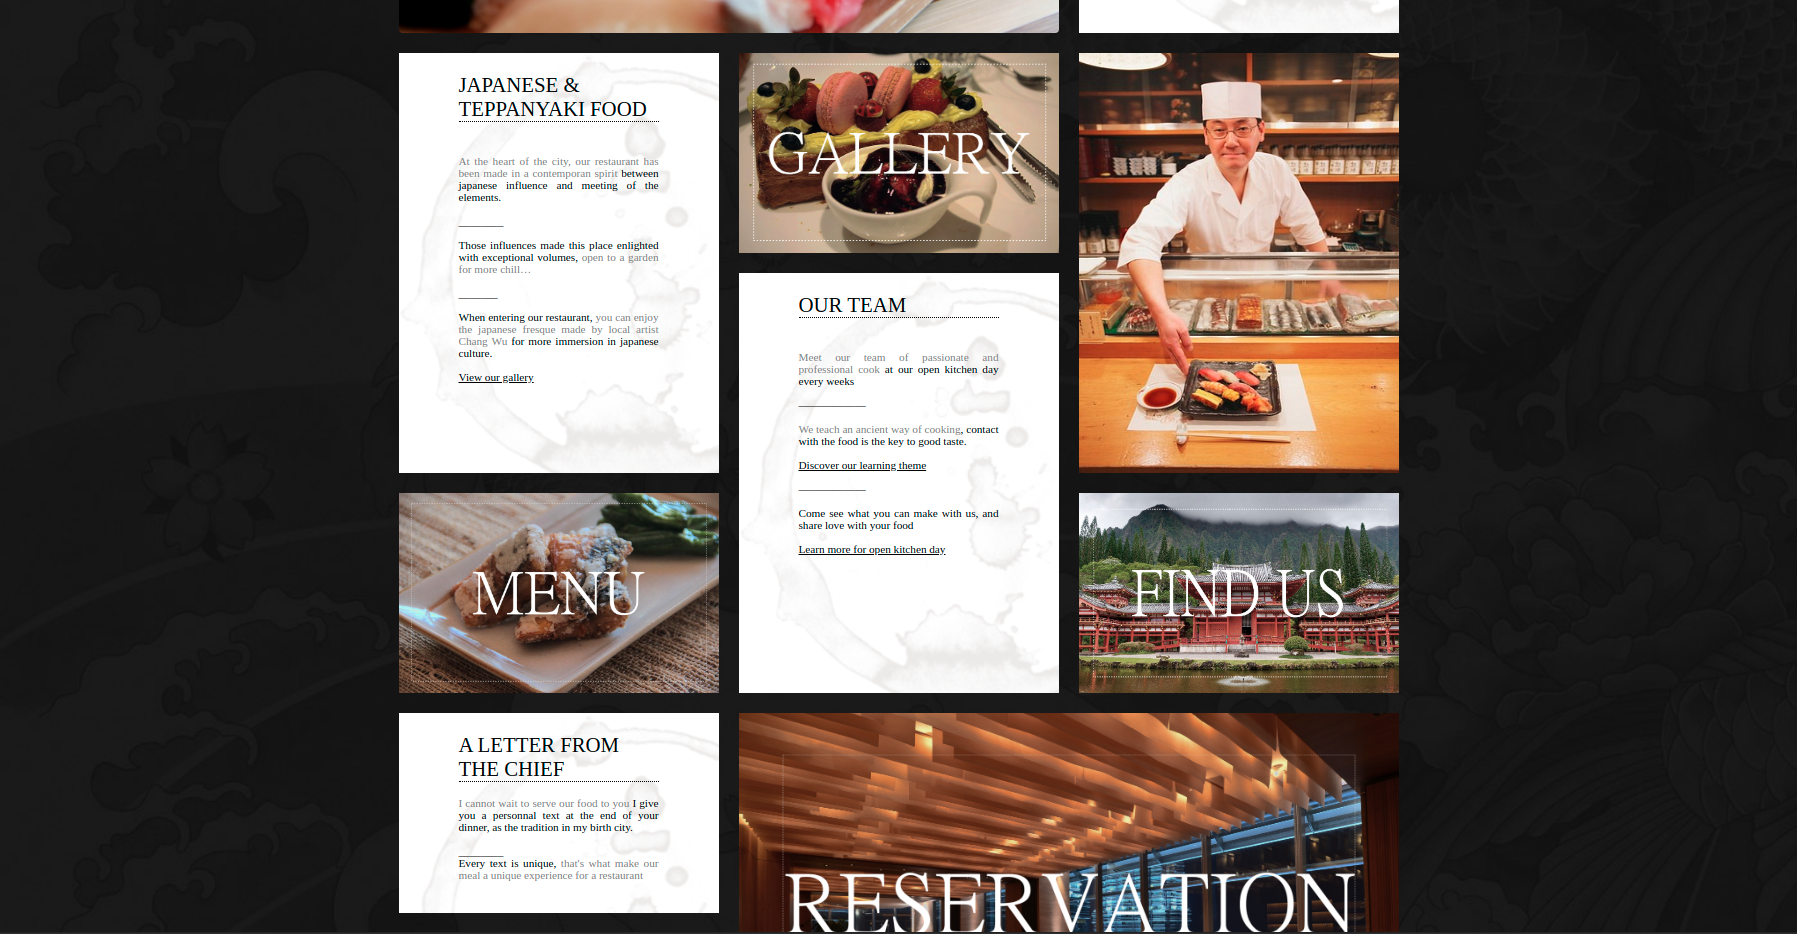 JAPANESE &
TEPPANYAKI FOOD
At the heart of the city, our restaurant has
been made in a contemporan spirit between
japanese influence and meeting of the
elements.
Those influences made this place enlighted
with exceptional volumes, open to a garden
for more chill…
When entering our restaurant, you can enjoy
the japanese fresque made by local artist
Chang Wu for more immersion in japanese
culture.
View our gallery
GALLERY
OUR TEAM
Meet our team of passionate and
professional cook at our open kitchen day
every weeks
We teach an ancient way of cooking, contact
with the food is the key to good taste.
Discover our learning theme
Come see what you can make with us, and
share love with your food
Learn more for open kitchen day
MENU
FIND US
A LETTER FROM
THE CHIEF
I cannot wait to serve our food to you I give
you a personnal text at the end of your
dinner, as the tradition in my birth city.
Every text is unique, that's what make our
meal a unique experience for a restaurant
RESERVATION